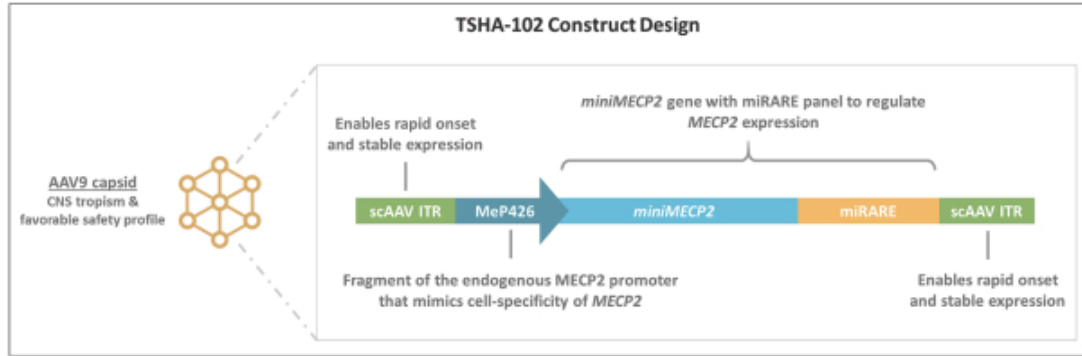 TSHA-102 Construct Design
miniMECP2 gene with miRARE panel to regulate
MECP2 expression
Enables rapid onset
and stable expression
AAV9 capsid
CNS tropism &
favorable safety profile
scAAV ITR
MeP426
miniMECP2
miRARE
scAAV ITR
Fragment of the endogenous MECP2 promoter
that mimics cell-specificity of MECP2
Enables rapid onset
and stable expression